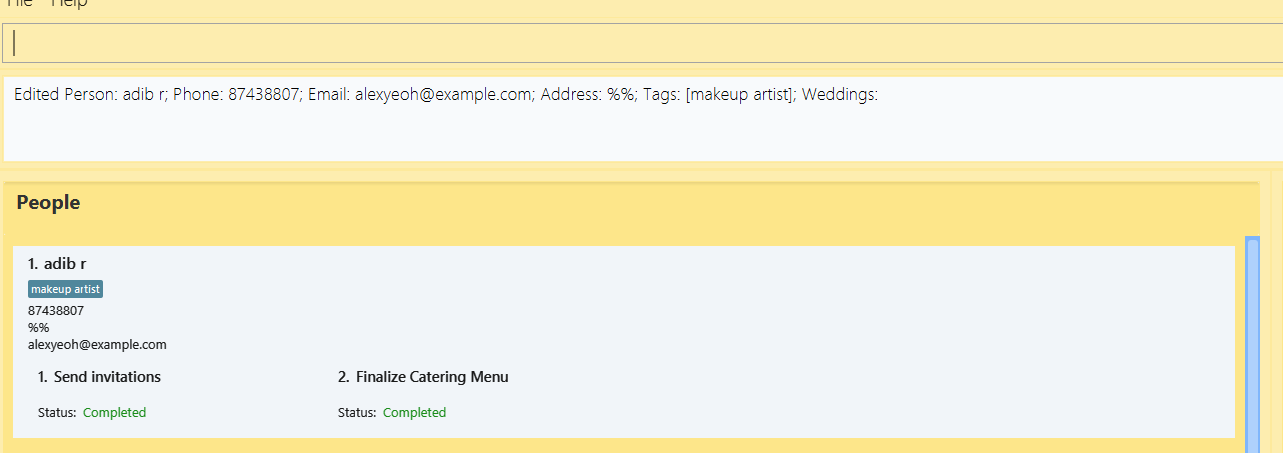 File Help
Edited Person: adib r; Phone: 87438807; Email: alexyeoh@example.com; Address: %%; Tags: [makeup artist]; Weddings:
People
1. adib r
makeup artist
87438807
%%
alexyeoh@example.com
1. Send invitations 2. Finalize Catering Menu
Status: Completed Status: Completed